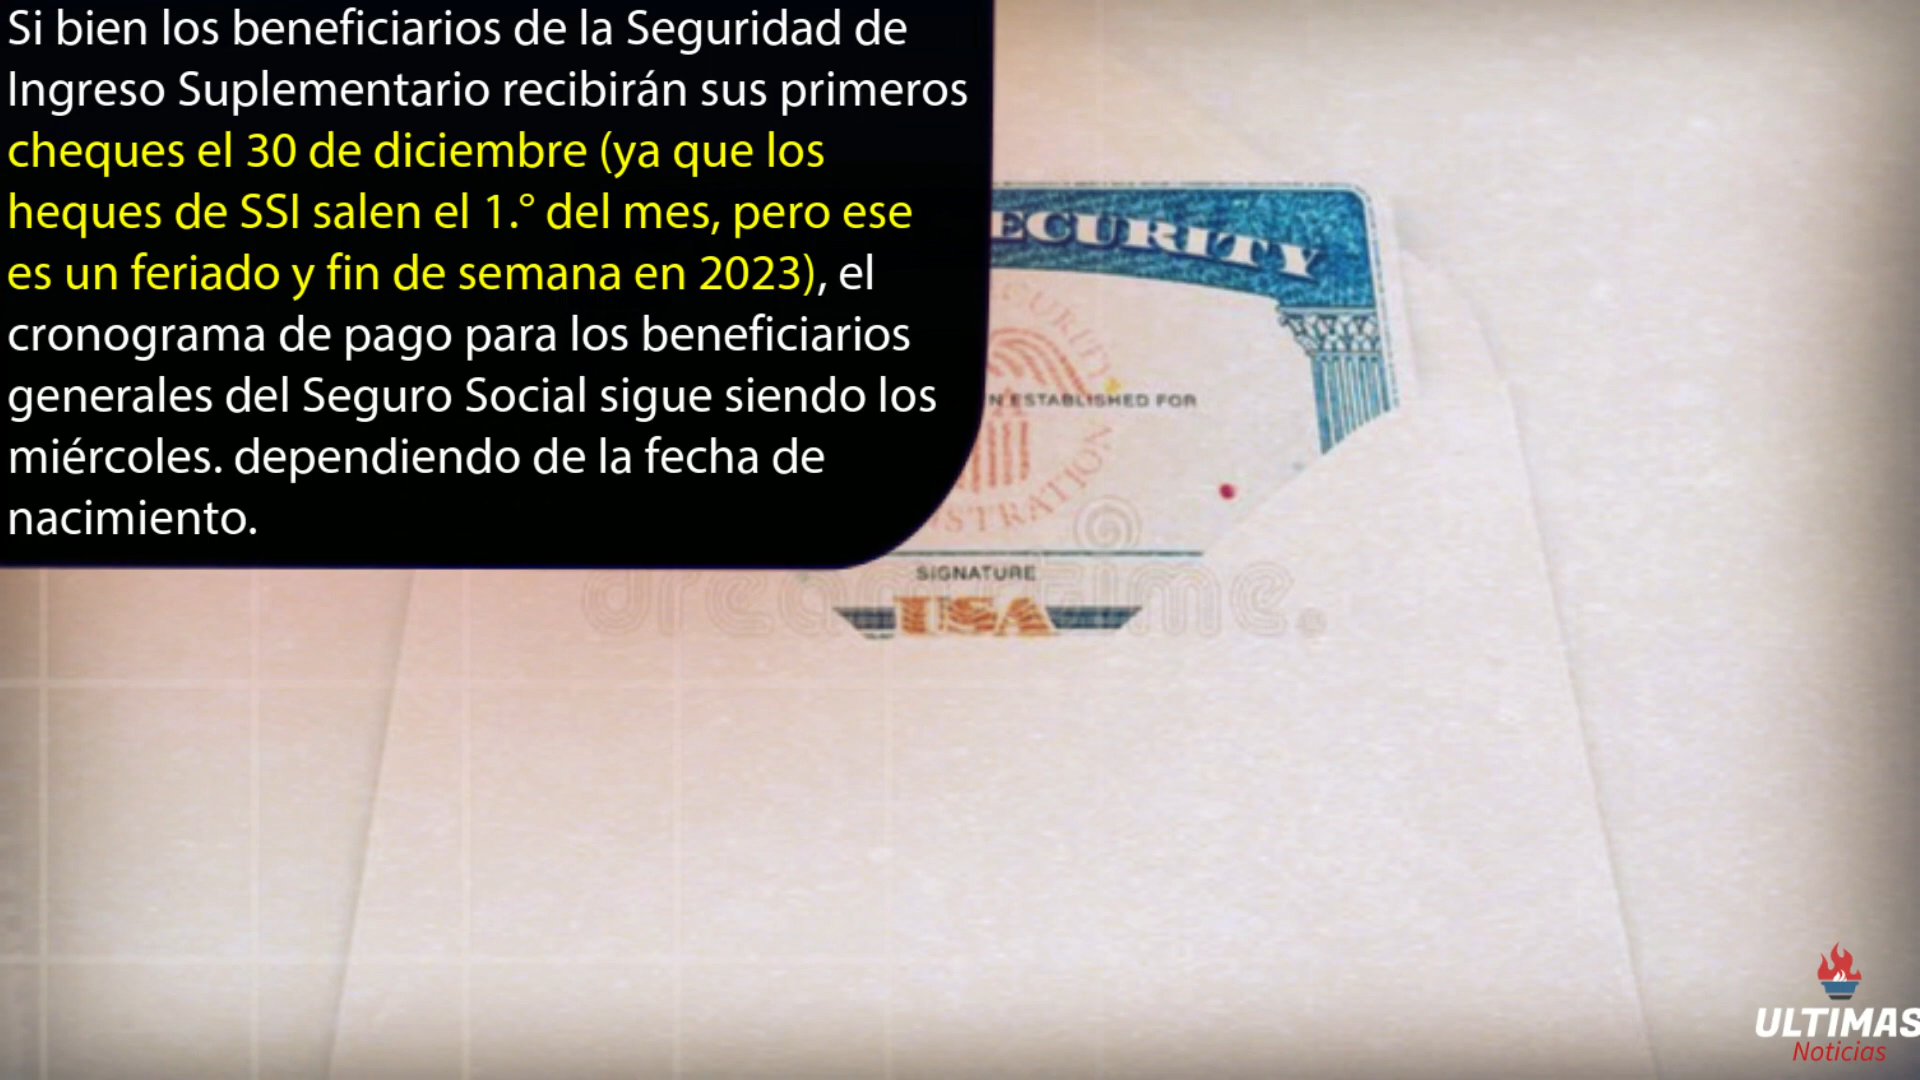 Si bien los beneficiarios de la Seguridad de
Ingreso Suplementario recibirán sus primeros
cheques el 30 de diciembre (ya que los
heques de SSI salen el 1.° del mes, pero ese
es un feriado y fin de semana en 2023), el
cronograma de pago para los beneficiarios
generales del Seguro Social sigue siendo los
miércoles. dependiendo de la fecha de
nacimiento.
ECURITY
N ESTABLISHED FOR
STRATION
SIGNATURE
dreamstime
USA
ULTIMAS
Noticias